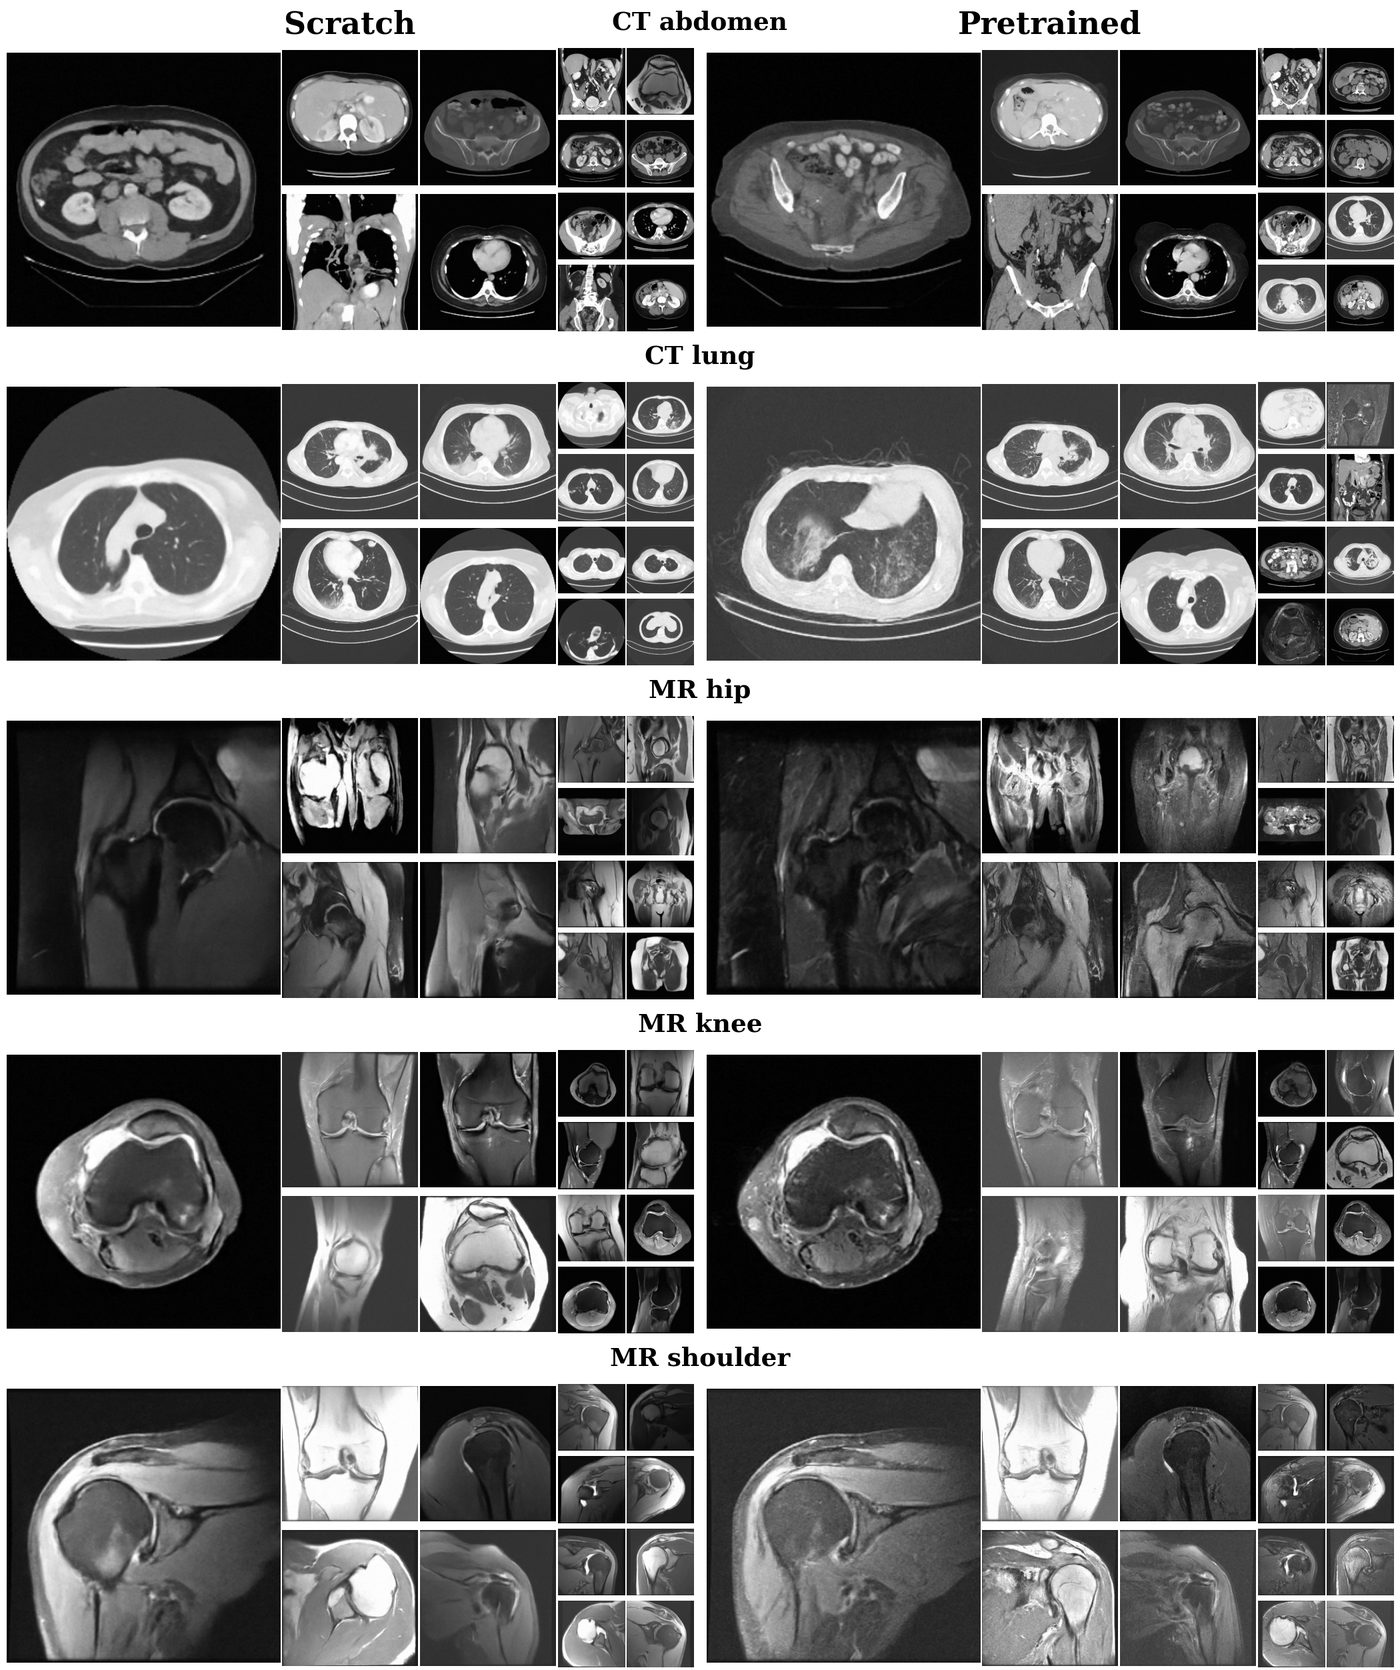 Scratch
CT abdomen
Pretrained
CT lung
MR hip
MR knee
MR shoulder